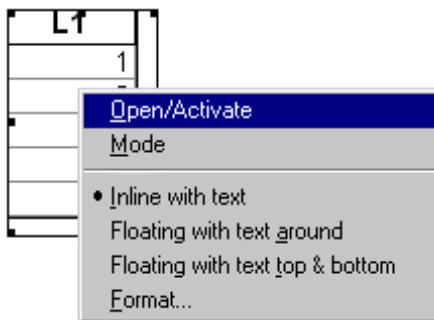 L1
1
Open/Activate
Mode
Inline with text
Floating with text around
Floating with text top & bottom
Format...